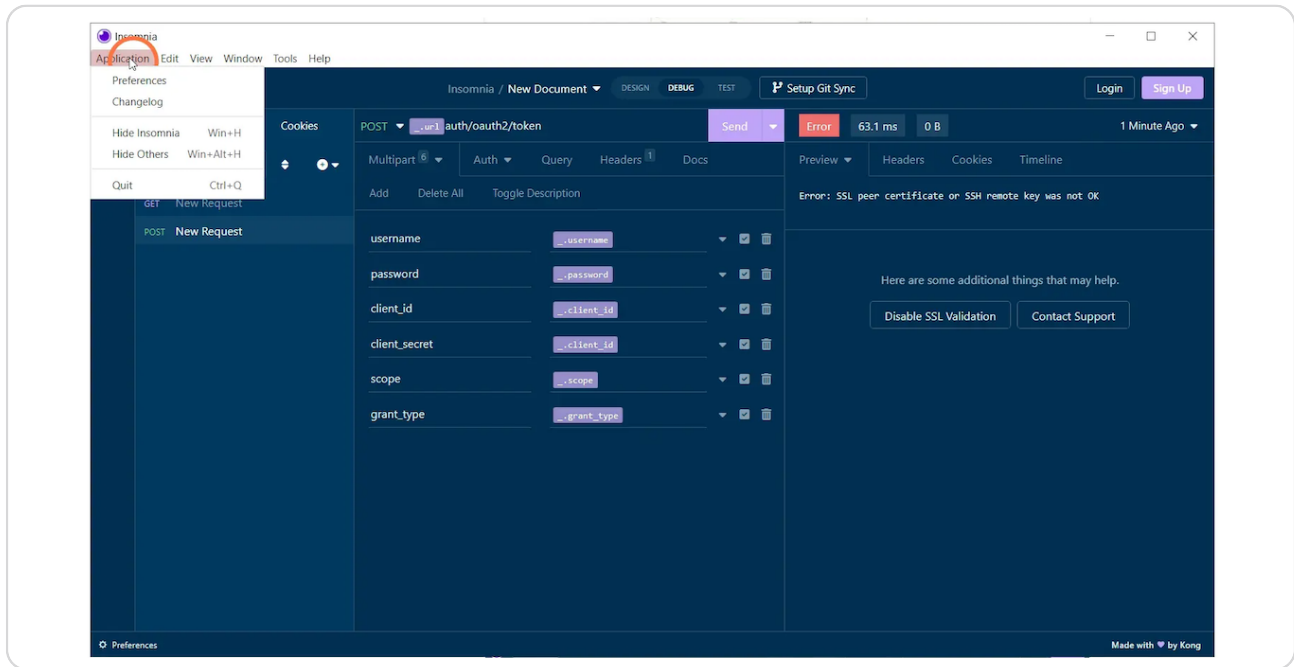 Insomnia
Application Edit View Window Tools Help
Preferences
Changelog
Hide Insomnia Win+H
Hide Others Win+Alt+H
Quit Ctrl+Q
Insomnia / New Document DESIGN DEBUG TEST Setup Git Sync Login Sign Up
Cookies
GET New Request
POST New Request
POST _.url auth/oauth2/token Send
Multipart 6 Auth Query Headers 1 Docs
Add Delete All Toggle Description
username _.username
password _.password
client_id _.client_id
client_secret _.client_id
scope _.scope
grant_type _.grant_type
Error 63.1 ms 0 B 1 Minute Ago
Preview Headers Cookies Timeline
Error: SSL peer certificate or SSH remote key was not OK
Here are some additional things that may help.
Disable SSL Validation Contact Support
Preferences Made with by Kong